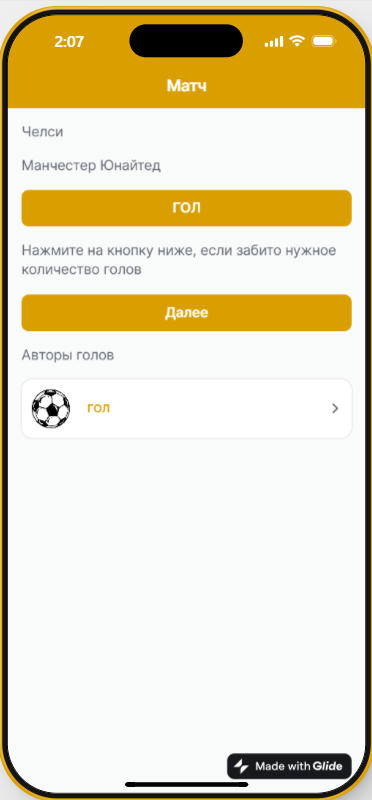 2:07
Матч
Челси
Манчестер Юнайтед
ГОЛ
Нажмите на кнопку ниже, если забито нужное
количество голов
Далее
Авторы голов
гол
Made with Glide